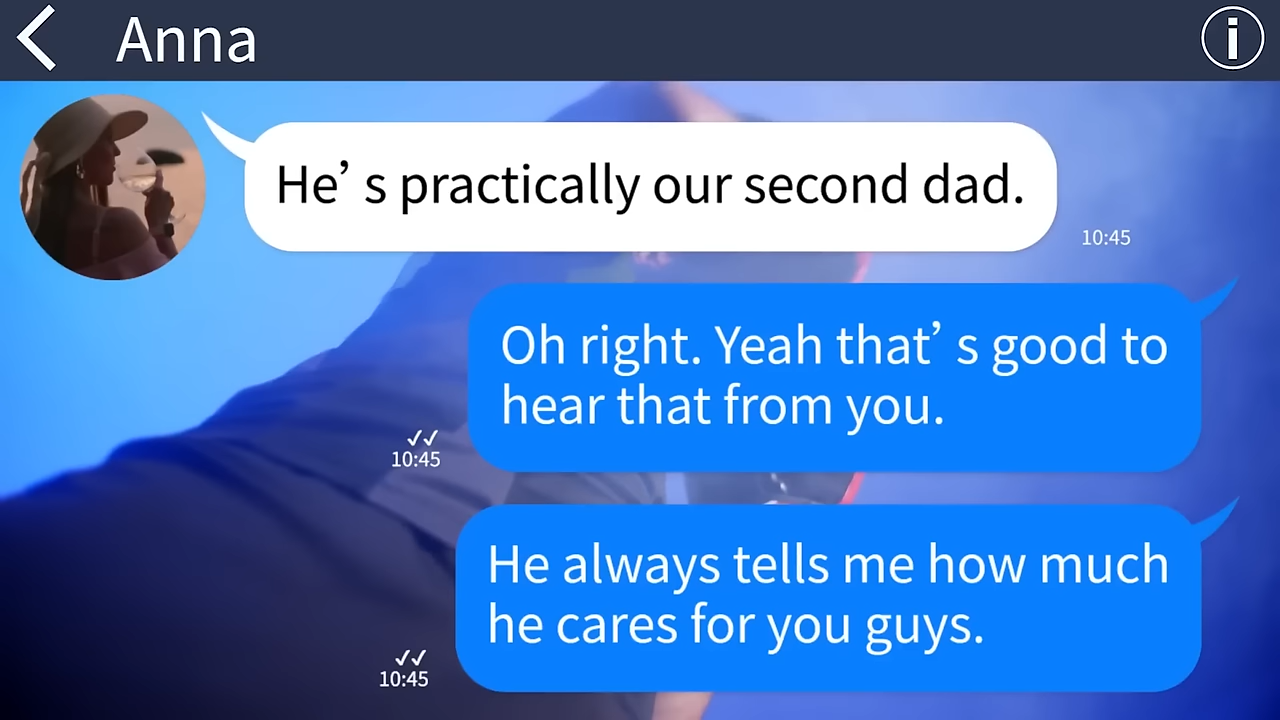 Anna
He’s practically our second dad.
10:45
Oh right. Yeah that’s good to
hear that from you.
10:45
He always tells me how much
he cares for you guys.
10:45